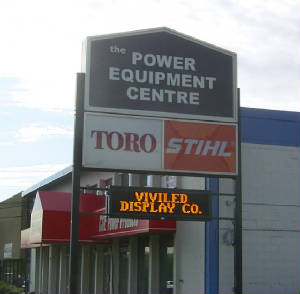 the POWER
EQUIPMENT
CENTRE
TORO STIHL
VIVILED
DISPLAY CO.